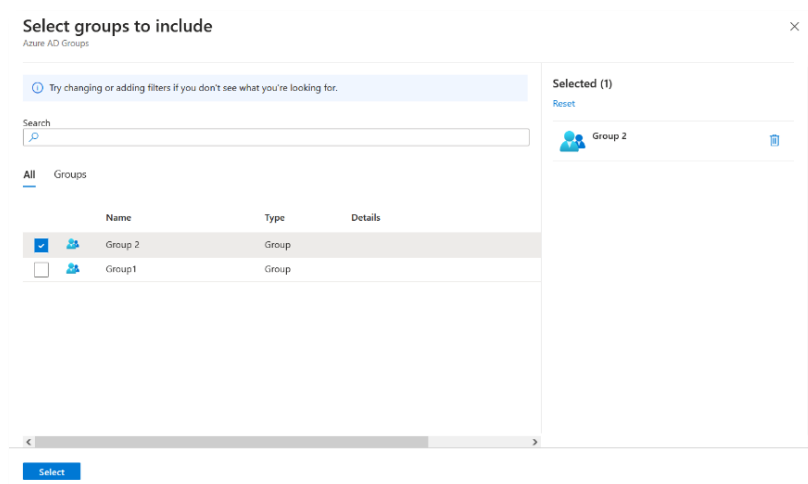 Select groups to include
Azure AD Groups
Try changing or adding filters if you don't see what you're looking for.
Search
All Groups
Name Type Details
Group 2 Group
Group1 Group
Selected (1)
Reset
Group 2
Select